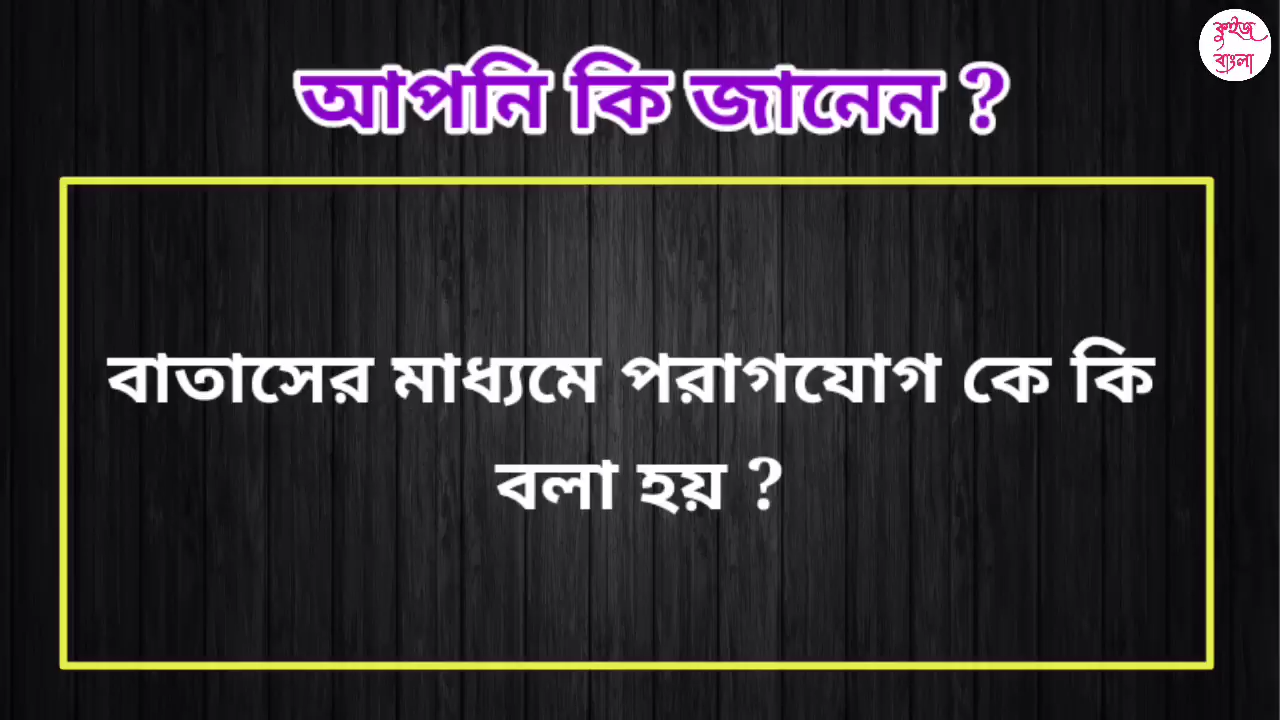 কুইজ
বাংলা
আপনি কি জানেন ?
বাতাসের মাধ্যমে পরাগযোগ কে কি
বলা হয় ?